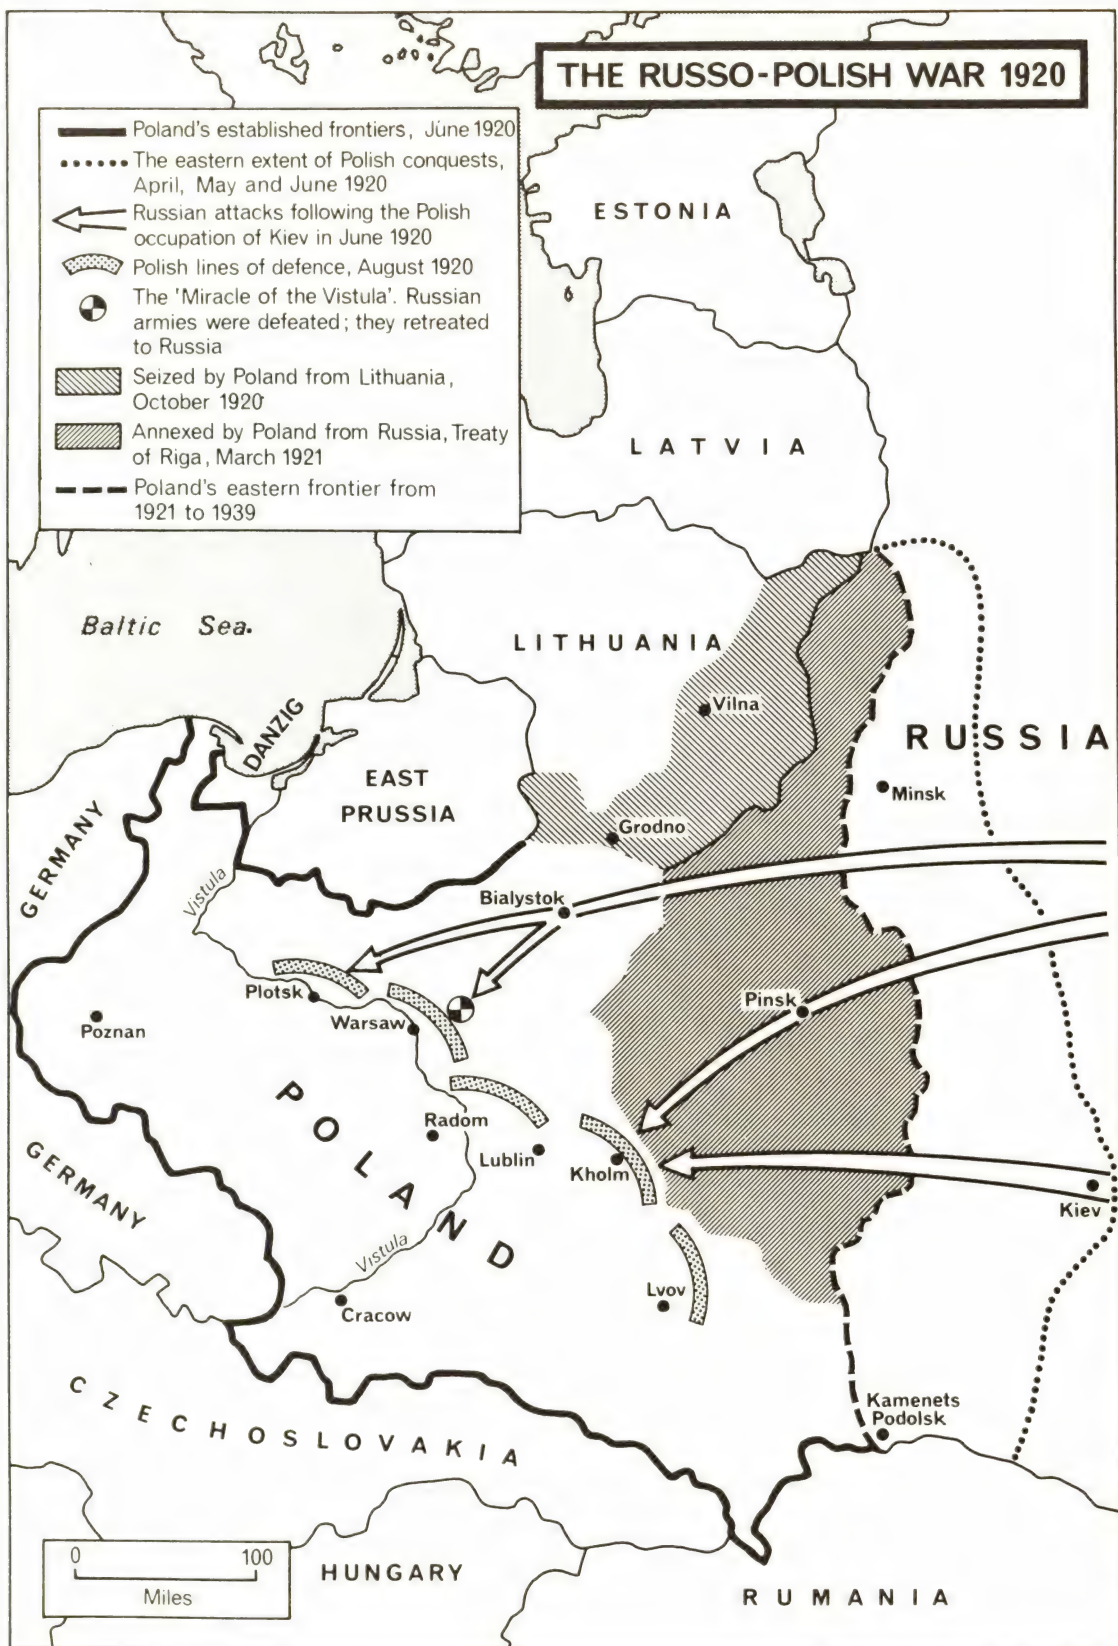 THE RUSSO-POLISH WAR 1920
Poland's established frontiers, June 1920
The eastern extent of Polish conquests,
April, May and June 1920
Russian attacks following the Polish
occupation of Kiev in June 1920
Polish lines of defence, August 1920
The 'Miracle of the Vistula'. Russian
armies were defeated; they retreated
to Russia
Seized by Poland from Lithuania,
October 1920
Annexed by Poland from Russia, Treaty
of Riga, March 1921
Poland's eastern frontier from
1921 to 1939
ESTONIA
LATVIA
Baltic Sea.
LITHUANIA
Vilna
DANZIG
RUSSIA
EAST
PRUSSIA
Minsk
GERMANY
Grodno
Vistula
Bialystok
Plotsk
Pinsk
Poznan
Warsaw
POLAND
Radom
GERMANY
Lublin
Kholm
Kiev
Vistula
Lvov
Cracow
CZECHOSLOVAKIA
Kamenets
Podolsk
0 100
Miles
HUNGARY
RUMANIA